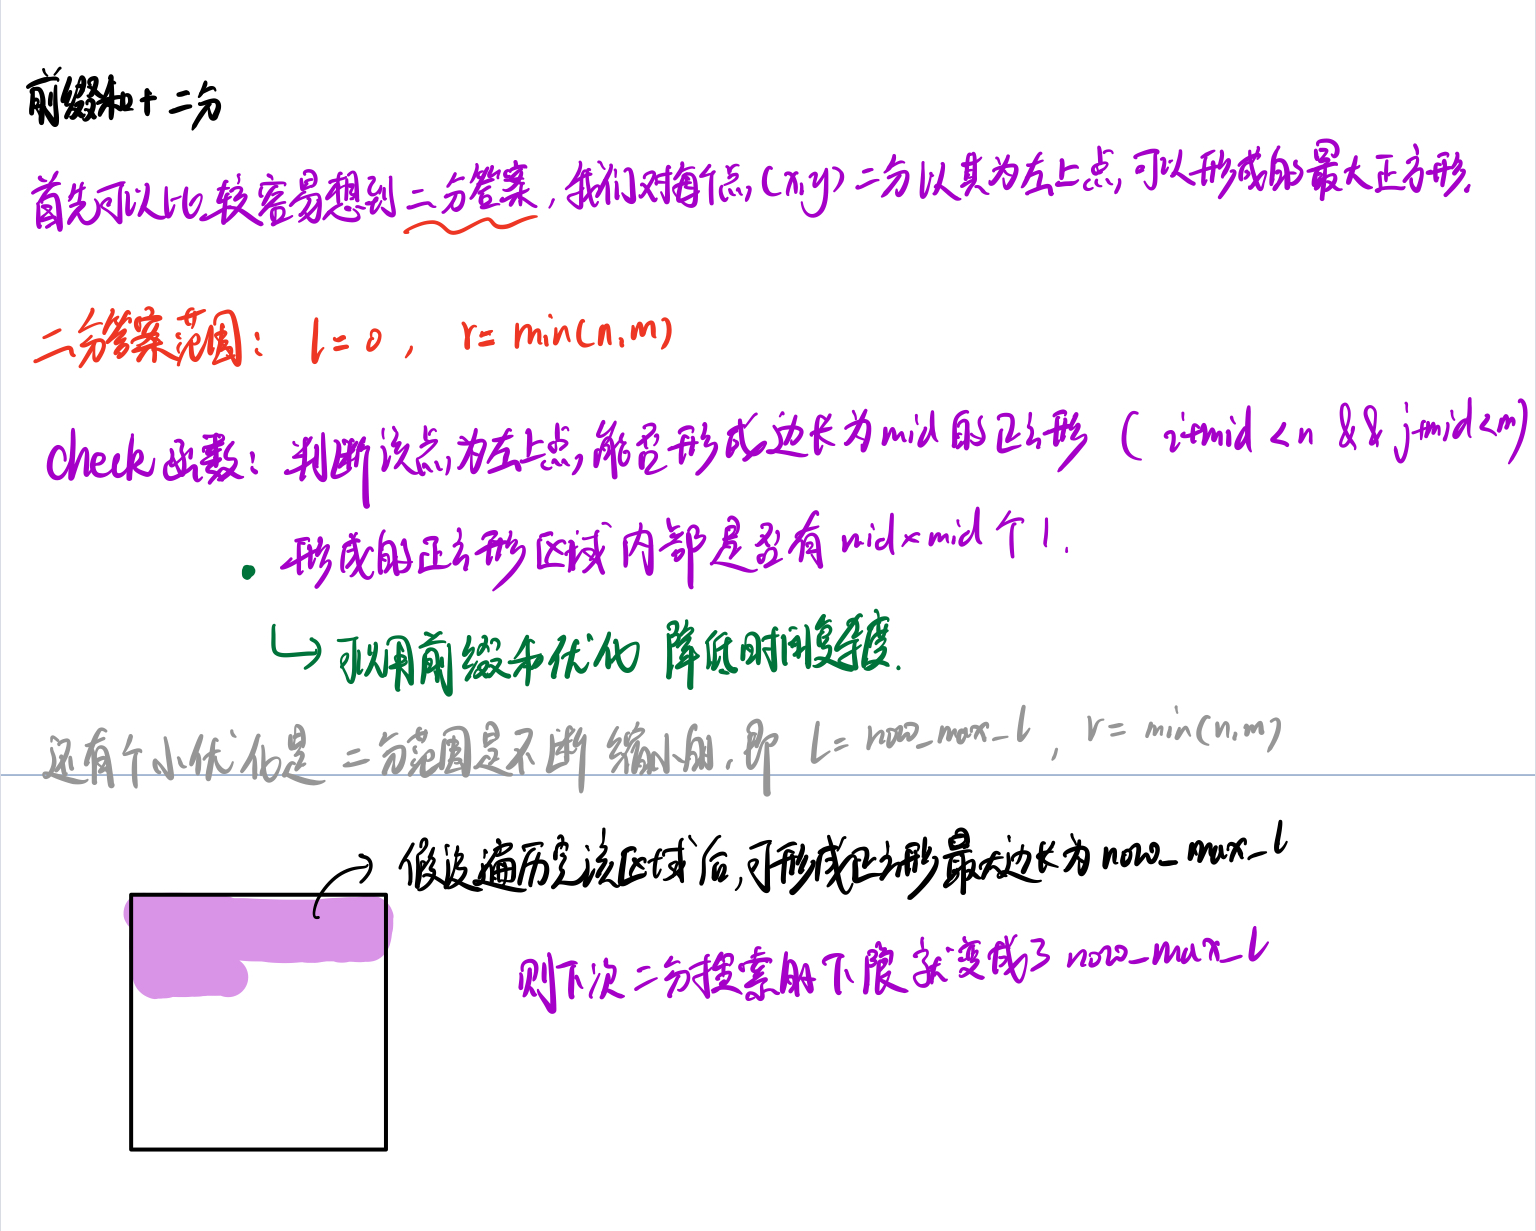 前缀和 + 二分
首先可以比较容易想到二分答案, 我们对每个点 (x,y) 二分以其为左上点, 可以形成的最大正方形.
二分答案范围: l = 0 , r = min(n,m)
check 函数: 判断该点为左上点, 能否形成边长为 mid 的正方形 ( i+mid < n && j+mid < m)
形成的正方形区域内部是否有 mid × mid 个 1.
可以用前缀和优化 降低时间复杂度.
还有个小优化是 二分范围是不断缩小的, 即 l = now_max_l , r = min(n,m)
假设遍历完该区域后, 可形成正方形最大边长为 now_max_l
则下次二分搜索的下限就变成了 now_max_l